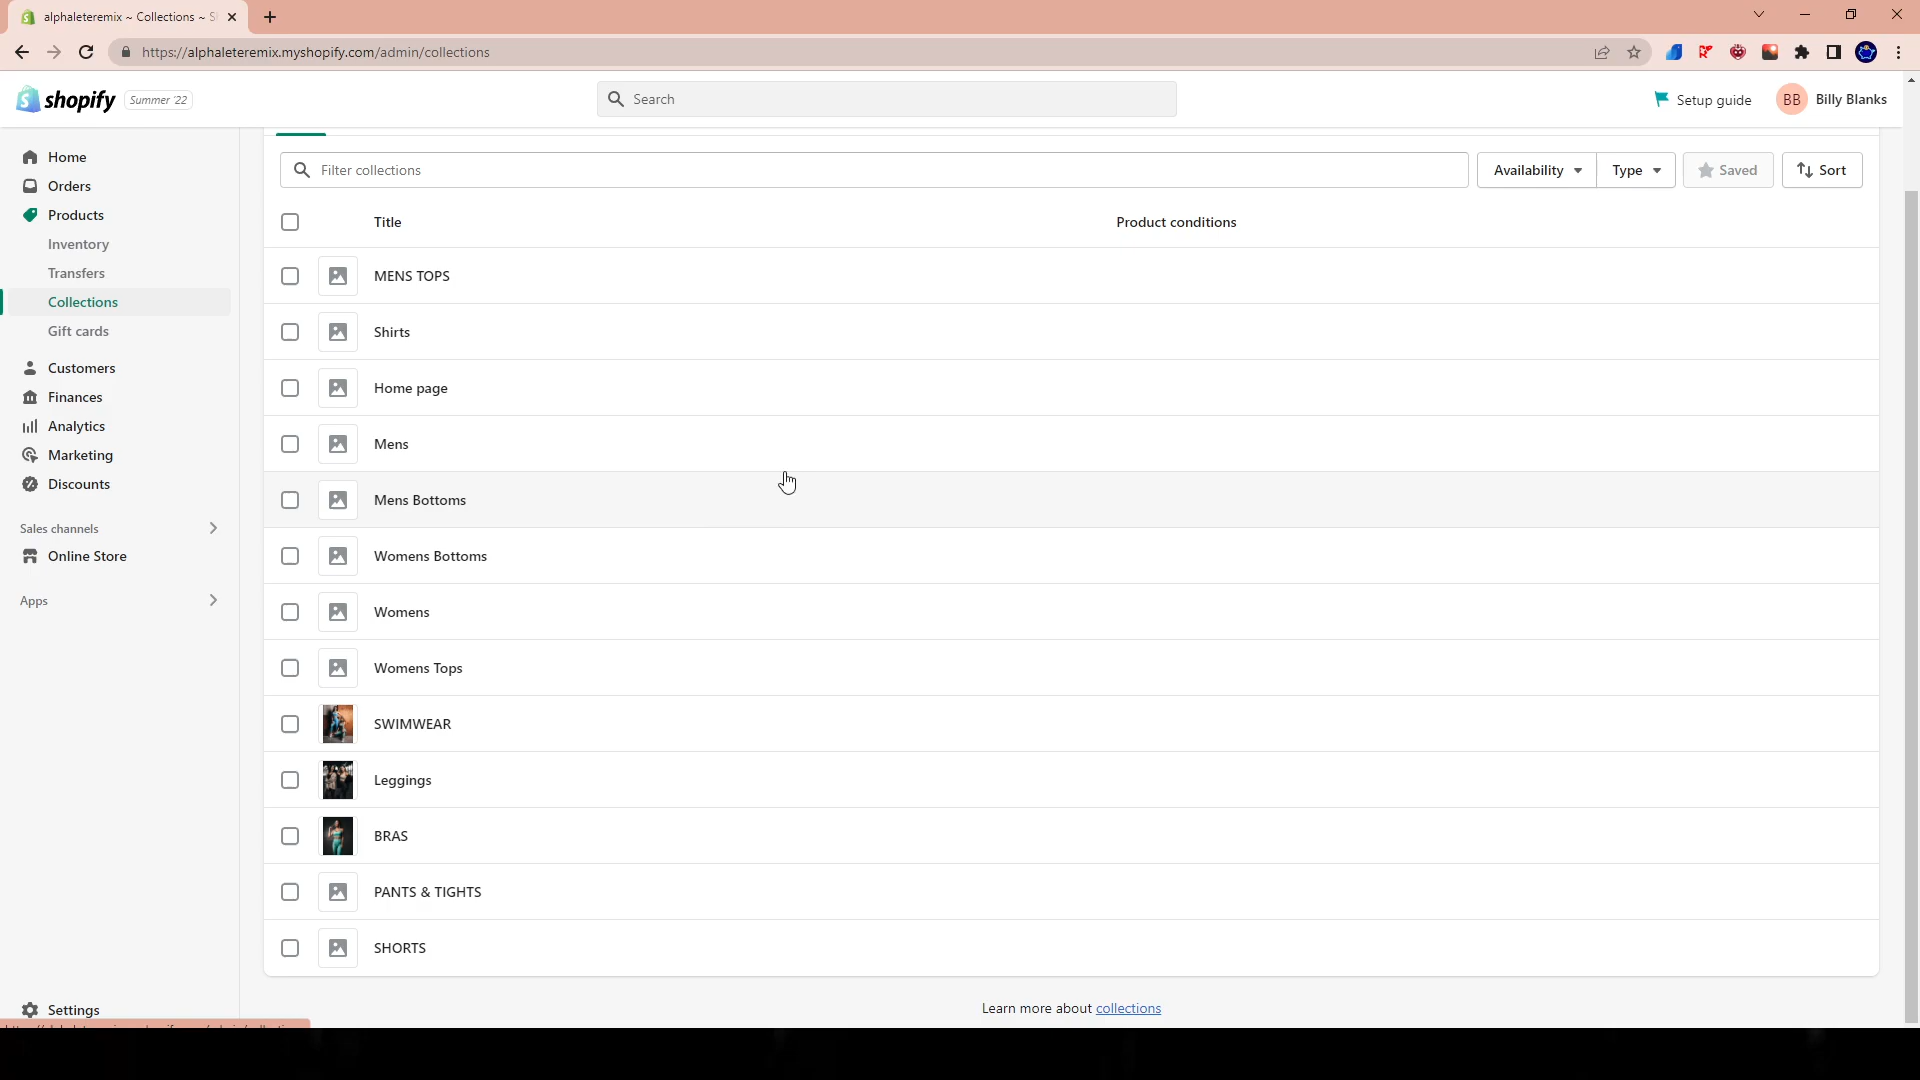 alphaleteremix ~ Collections ~ S
https://alphaleteremix.myshopify.com/admin/collections
shopify
Summer '22
Search
Setup guide
BB
Billy Blanks
Home
Orders
Products
Inventory
Transfers
Collections
Gift cards
Customers
Finances
Analytics
Marketing
Discounts
Sales channels
Online Store
Apps
Settings
Filter collections
Availability
Type
Saved
Sort
Title
Product conditions
MENS TOPS
Shirts
Home page
Mens
Mens Bottoms
Womens Bottoms
Womens
Womens Tops
SWIMWEAR
Leggings
BRAS
PANTS & TIGHTS
SHORTS
Learn more about collections